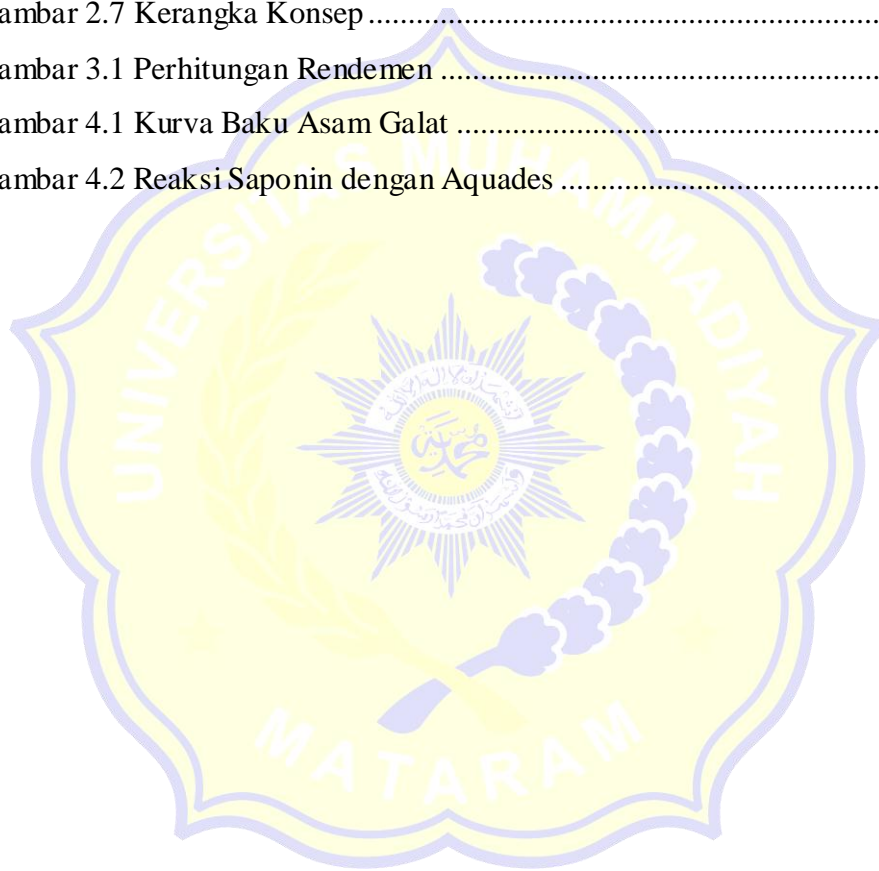 ambar 2.7 Kerangka Konsep ........................................................................
ambar 3.1 Perhitungan Rendemen ...............................................................
ambar 4.1 Kurva Baku Asam Galat ..............................................................
ambar 4.2 Reaksi Saponin dengan Aquades ...............................................
UNIVERSITAS MUHAMMADIYAH
MATARAM